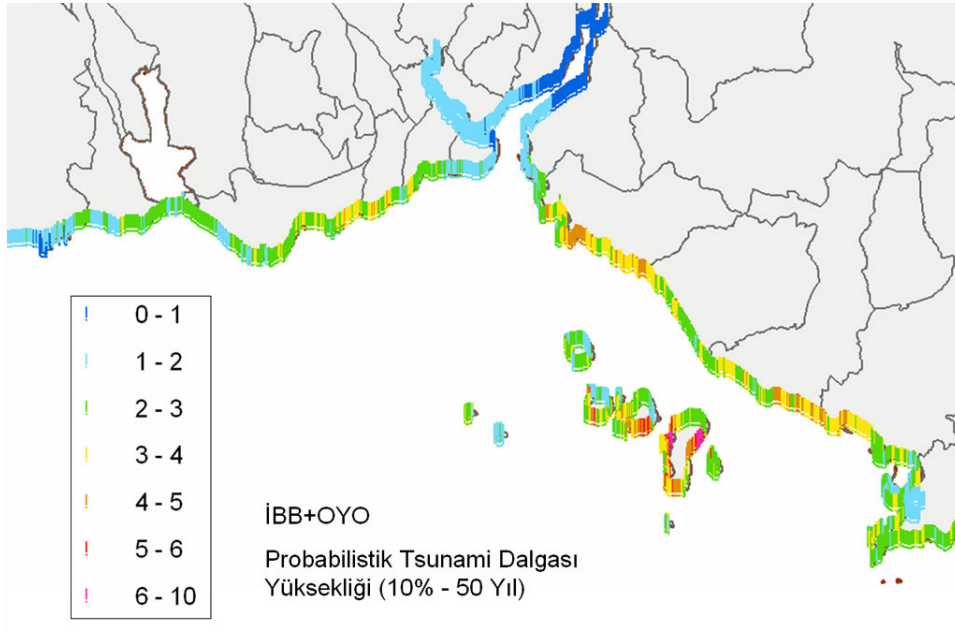 0 - 1
1 - 2
2 - 3
3 - 4
4 - 5
5 - 6
6 - 10
İBB+OYO
Probabilistik Tsunami Dalgası
Yüksekliği (10% - 50 Yıl)